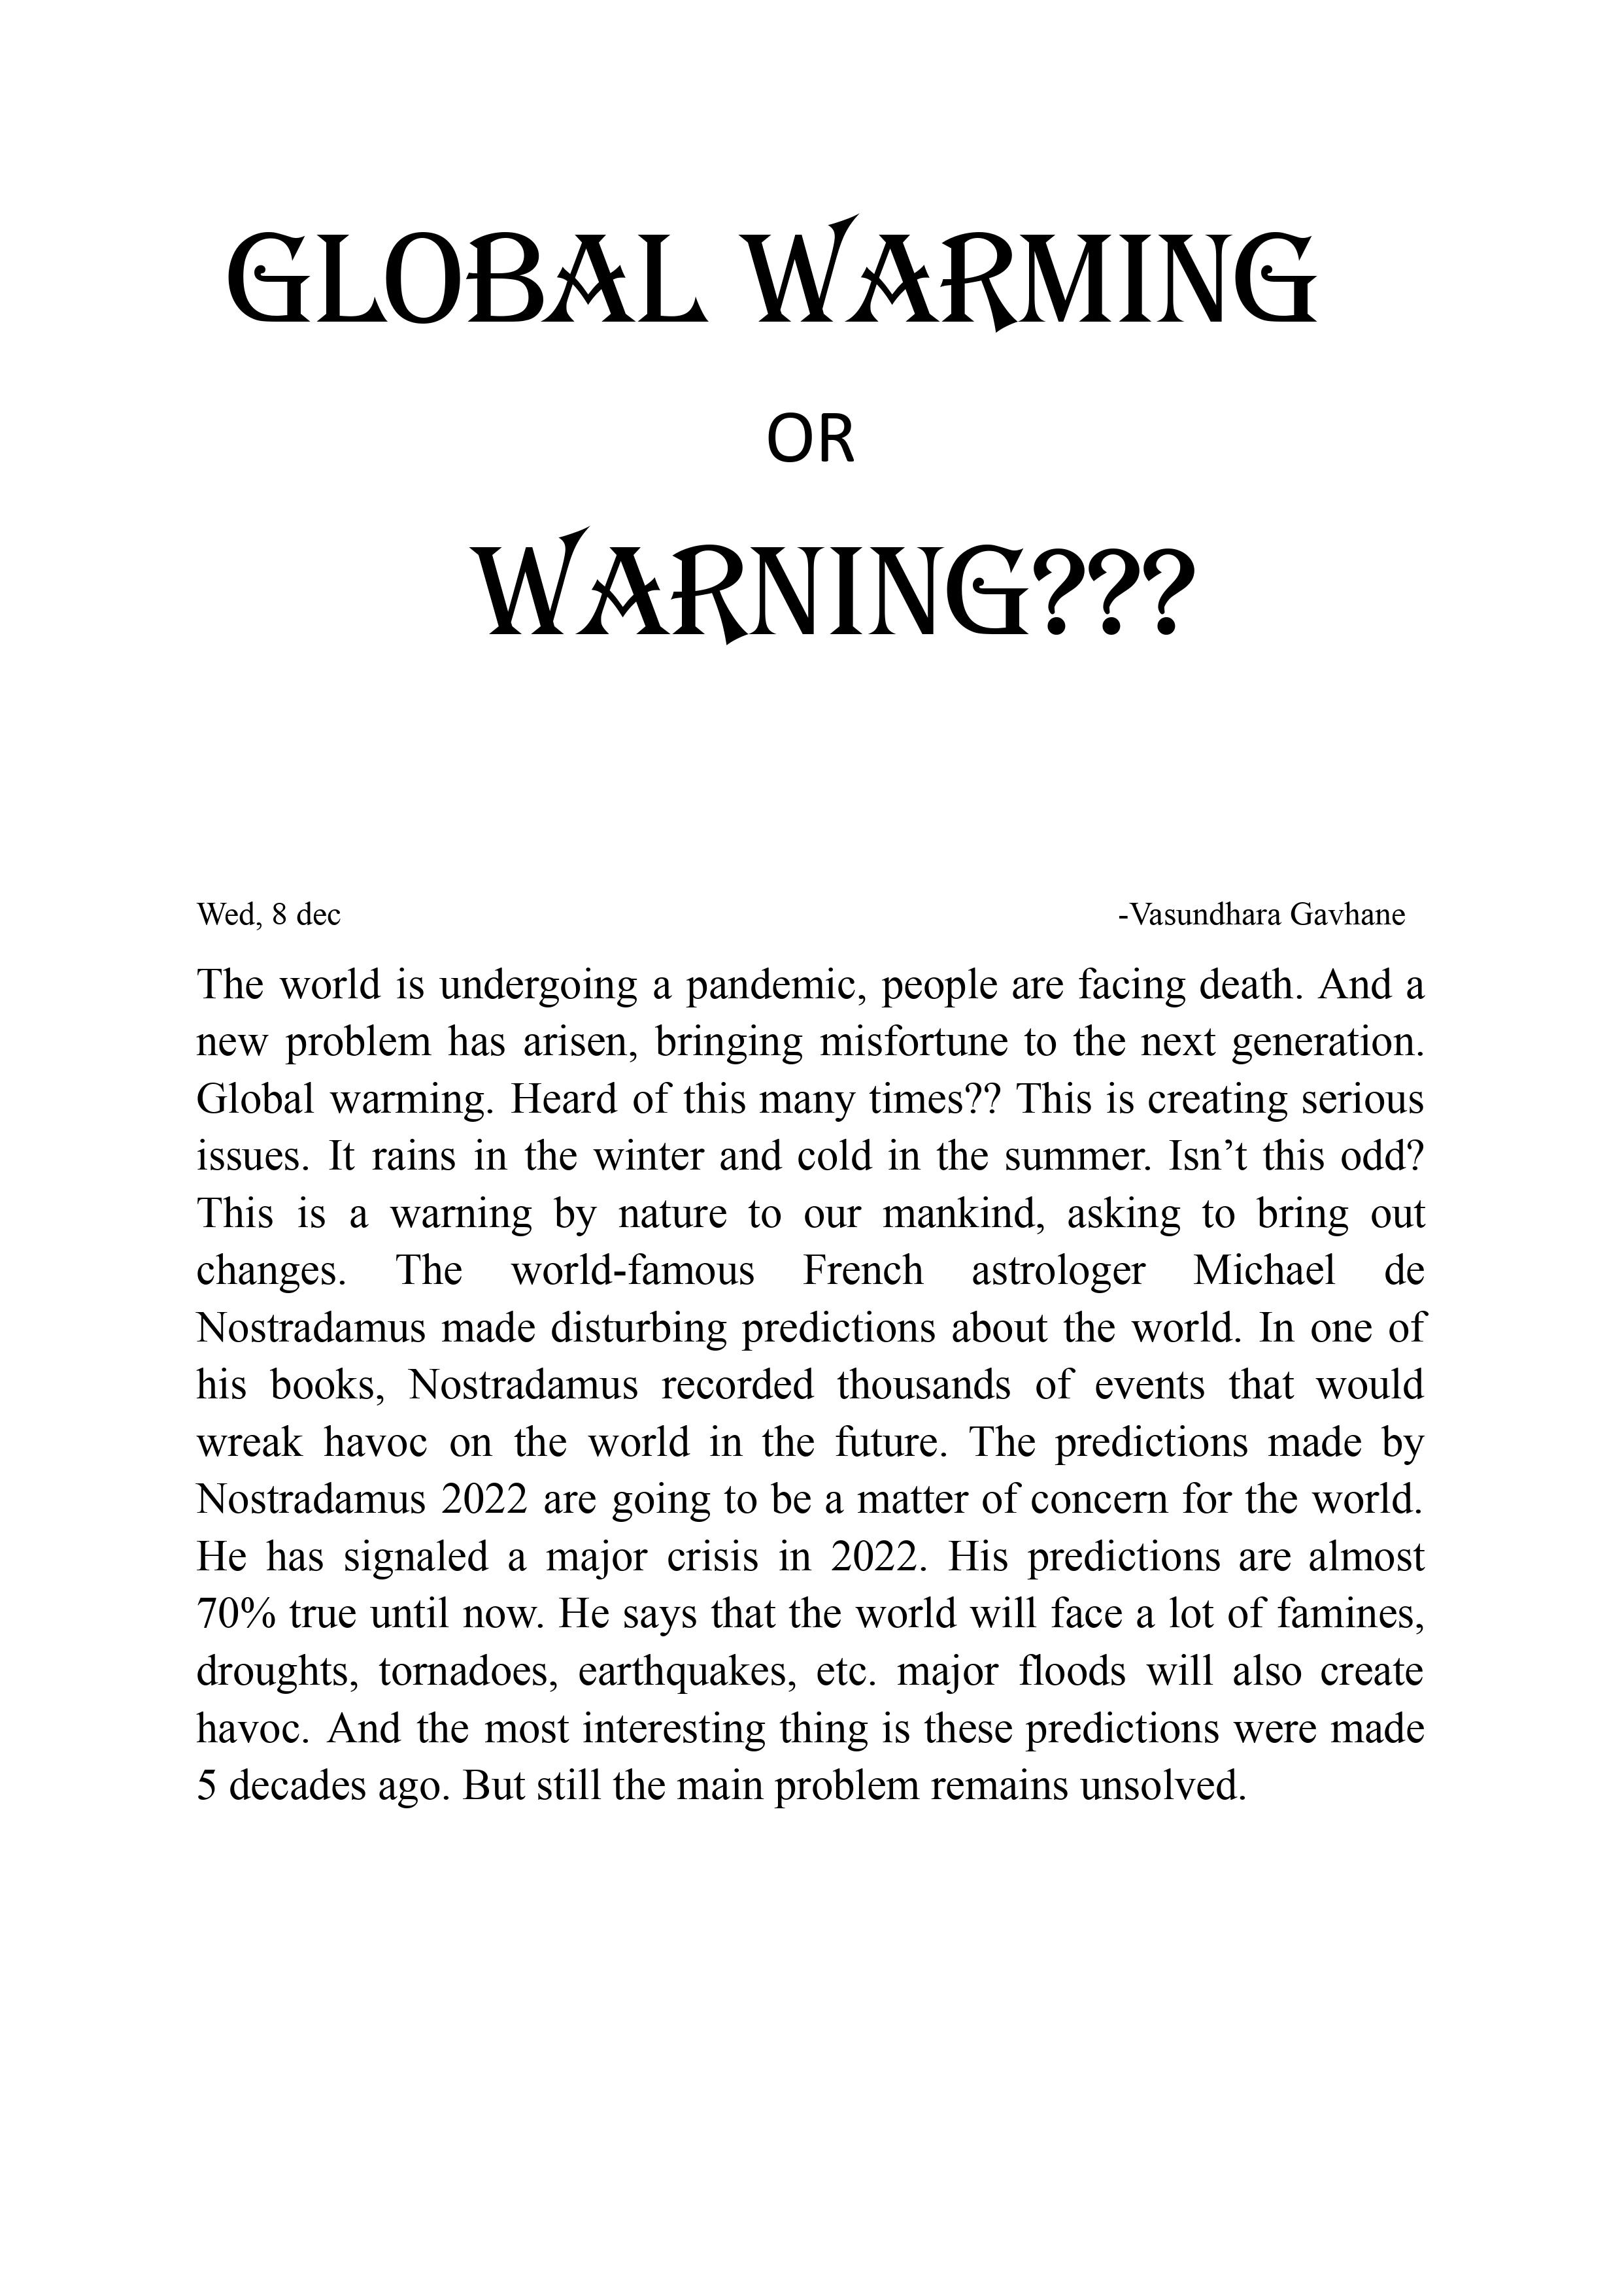 GLOBAL WARMING
OR
WARNING???
Wed, 8 dec -Vasundhara Gavhane
The world is undergoing a pandemic, people are facing death. And a
new problem has arisen, bringing misfortune to the next generation.
Global warming. Heard of this many times?? This is creating serious
issues. It rains in the winter and cold in the summer. Isn’t this odd?
This is a warning by nature to our mankind, asking to bring out
changes. The world-famous French astrologer Michael de
Nostradamus made disturbing predictions about the world. In one of
his books, Nostradamus recorded thousands of events that would
wreak havoc on the world in the future. The predictions made by
Nostradamus 2022 are going to be a matter of concern for the world.
He has signaled a major crisis in 2022. His predictions are almost
70% true until now. He says that the world will face a lot of famines,
droughts, tornadoes, earthquakes, etc. major floods will also create
havoc. And the most interesting thing is these predictions were made
5 decades ago. But still the main problem remains unsolved.